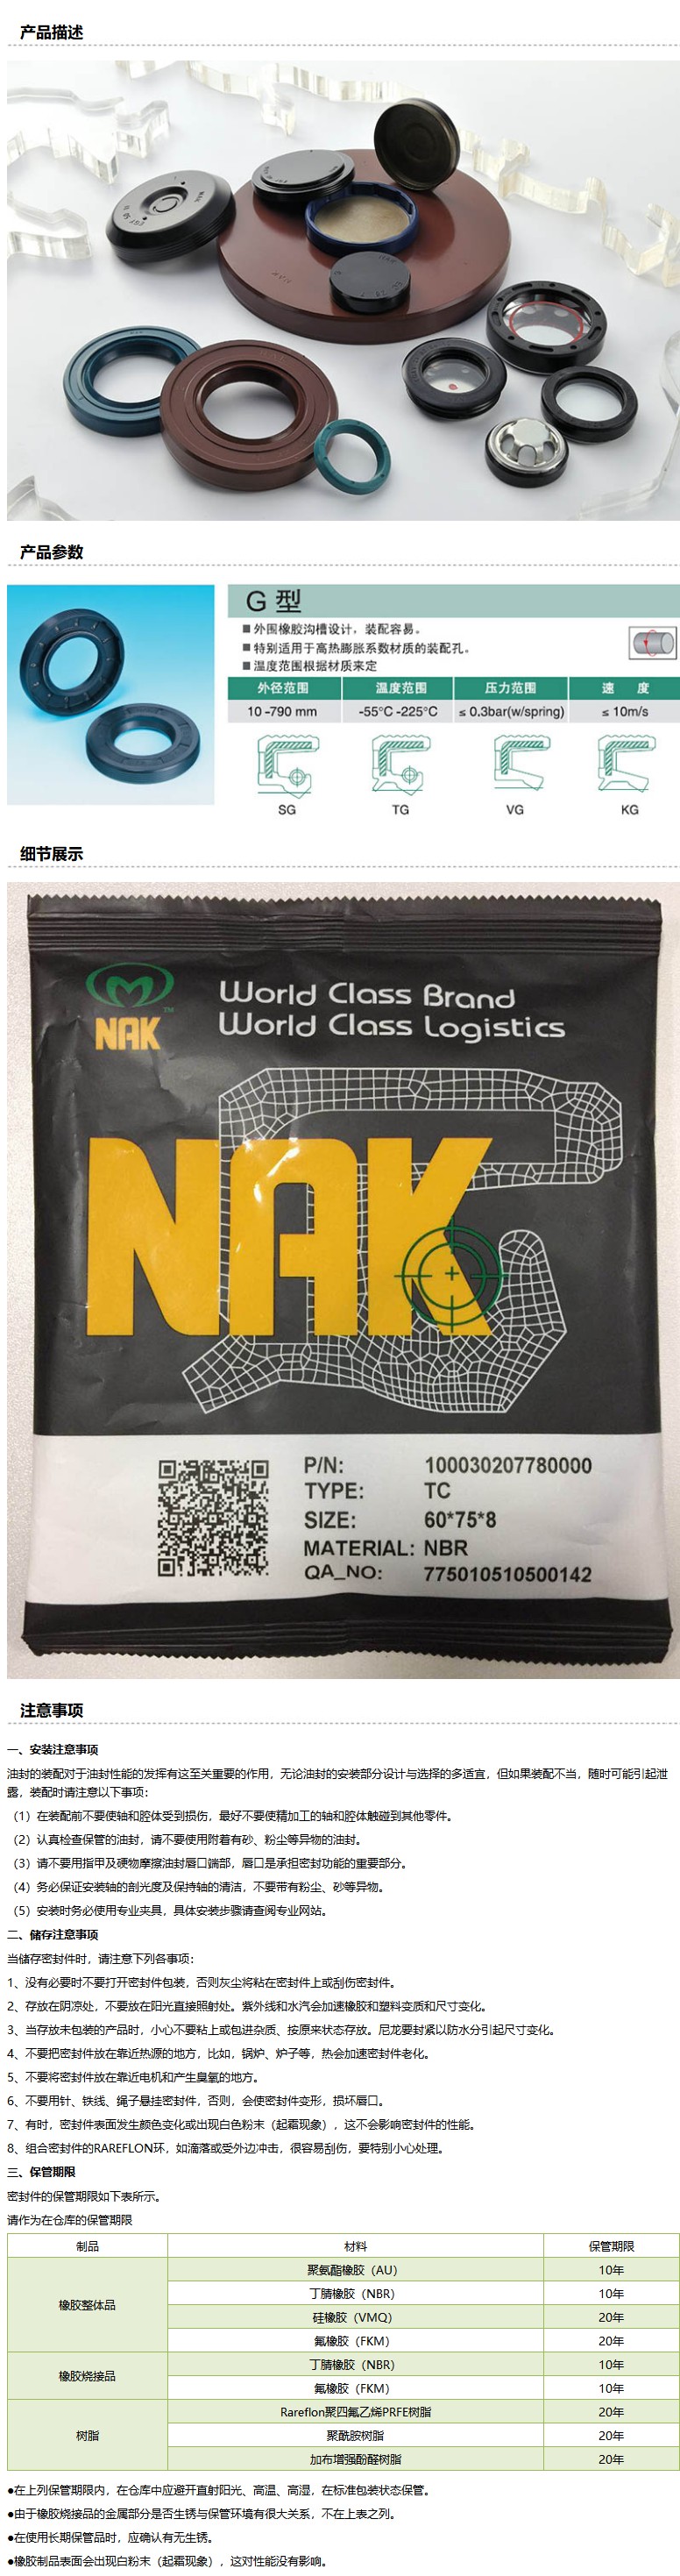 产品描述
NAK
产品参数
G 型
■ 外围橡胶沟槽设计，装配容易。
■ 特别适用于高热膨胀系数材质的装配孔。
■ 温度范围根据材质来定
外径范围 温度范围 压力范围 速 度
10 -790 mm -55°C -225°C ≤ 0.3bar(w/spring) ≤ 10m/s
SG TG VG KG
细节展示
World Class Brand
World Class Logistics
NAK
TM
NAK
P/N: 100030207780000
TYPE: TC
SIZE: 60*75*8
MATERIAL: NBR
QA_NO: 775010510500142
注意事项
一、安装注意事项
油封的装配对于油封性能的发挥有这至关重要的作用，无论油封的安装部分设计与选择的多适宜，但如果装配不当，随时可能引起泄
露，装配时请注意以下事项：
（1）在装配前不要使轴和腔体受到损伤，最好不要使精加工的轴和腔体触碰到其他零件。
（2）认真检查保管的油封，请不要使用附着有砂、粉尘等异物的油封。
（3）请不要用指甲及硬物摩擦油封唇口端部，唇口是承担密封功能的重要部分。
（4）务必保证安装轴的剖光度及保持轴的清洁，不要带有粉尘、砂等异物。
（5）安装时务必使用专业夹具，具体安装步骤请查阅专业网站。
二、储存注意事项
当储存密封件时，请注意下列各事项：
1、没有必要时不要打开密封件包装，否则灰尘将粘在密封件上或刮伤密封件。
2、存放在阴凉处，不要放在阳光直接照射处。紫外线和水汽会加速橡胶和塑料变质和尺寸变化。
3、当存放未包装的产品时，小心不要粘上或包进杂质、按原来状态存放。尼龙要封紧以防水分引起尺寸变化。
4、不要把密封件放在靠近热源的地方，比如，锅炉、炉子等，热会加速密封件老化。
5、不要将密封件放在靠近电机和产生臭氧的地方。
6、不要用针、铁线、绳子悬挂密封件，否则，会使密封件变形，损坏唇口。
7、有时，密封件表面发生颜色变化或出现白色粉末（起霜现象），这不会影响密封件的性能。
8、组合密封件的RAREFLON环，如滴落或受外边冲击，很容易刮伤，要特别小心处理。
三、保管期限
密封件的保管期限如下表所示。
请作为在仓库的保管期限
制品 材料 保管期限
橡胶整体品 聚氨酯橡胶（AU） 10年
丁腈橡胶（NBR） 10年
硅橡胶（VMQ） 20年
氟橡胶（FKM） 20年
橡胶烧接品 丁腈橡胶（NBR） 10年
氟橡胶（FKM） 10年
树脂 Rareflon聚四氟乙烯PRFE树脂 20年
聚酰胺树脂 20年
加布增强酚醛树脂 20年
●在上列保管期限内，在仓库中应避开直射阳光、高温、高湿，在标准包装状态保管。
●由于橡胶烧接品的金属部分是否生锈与保管环境有很大关系，不在上表之列。
●在使用长期保管品时，应确认有无生锈。
●橡胶制品表面会出现白粉末（起霜现象），这对性能没有影响。